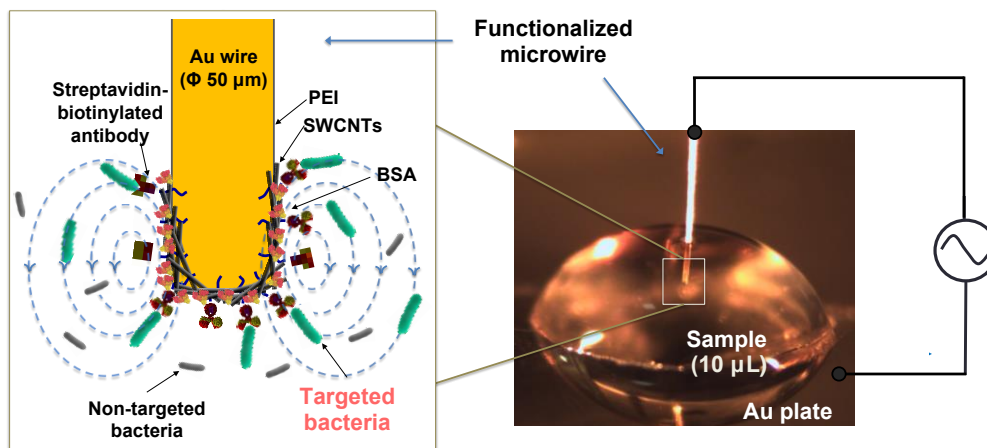 Au wire
(Φ 50 µm)
Streptavidin-
biotinylated
antibody
PEI
SWCNTs
BSA
Non-targeted
bacteria
Targeted
bacteria
Functionalized
microwire
Sample
(10 µL)
Au plate